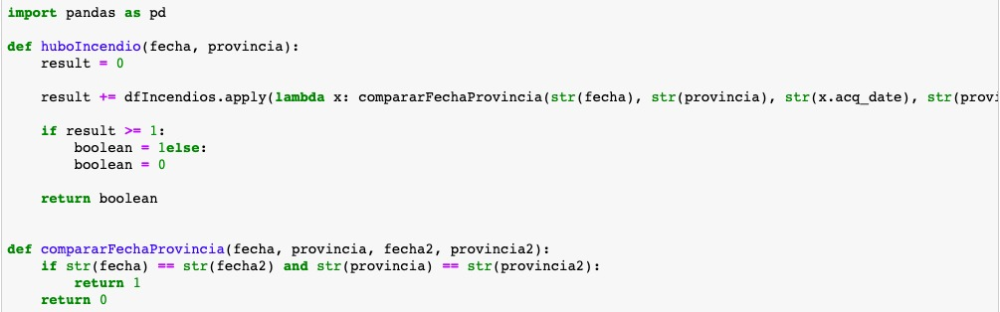 import pandas as pd
def huboIncendio(fecha, provincia):
    result = 0
    result += dfIncendios.apply(lambda x: compararFechaProvincia(str(fecha), str(provincia), str(x.acq_date), str(provi
    if result >= 1:
        boolean = 1else:
        boolean = 0
    return boolean
def compararFechaProvincia(fecha, provincia, fecha2, provincia2):
    if str(fecha) == str(fecha2) and str(provincia) == str(provincia2):
        return 1
    return 0